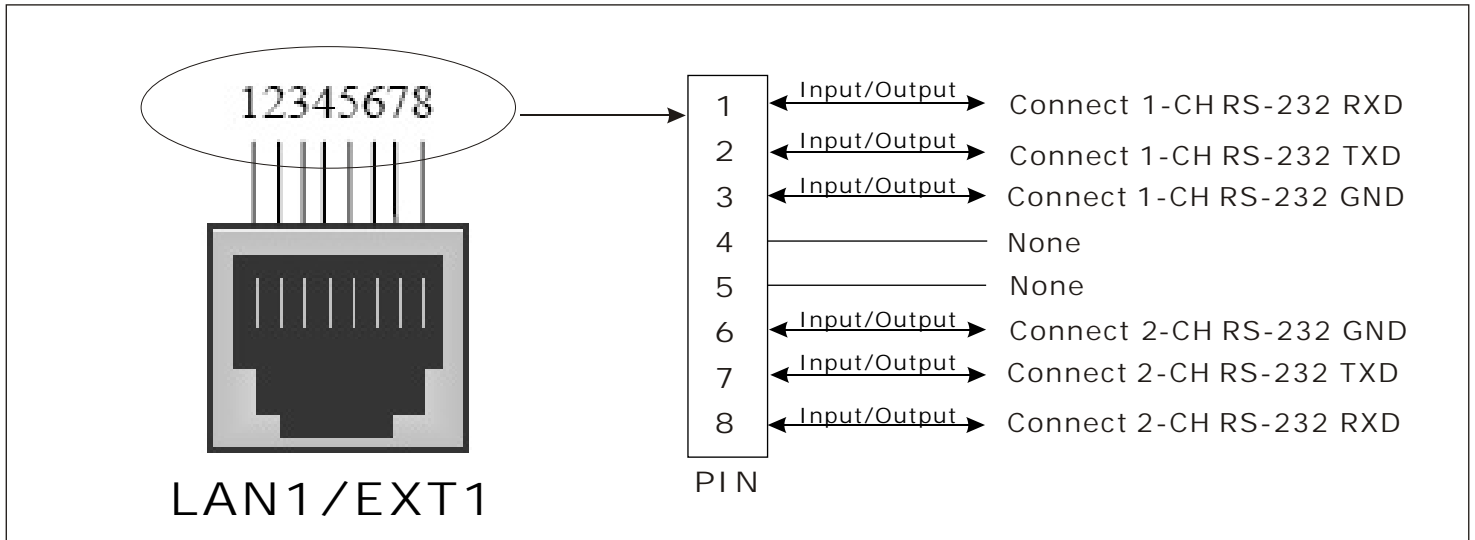 12345678
1 Input/Output Connect 1-CH RS-232 RXD
2 Input/Output Connect 1-CH RS-232 TXD
3 Input/Output Connect 1-CH RS-232 GND
4 None
5 None
6 Input/Output Connect 2-CH RS-232 GND
7 Input/Output Connect 2-CH RS-232 TXD
8 Input/Output Connect 2-CH RS-232 RXD
PIN
LAN1/EXT1